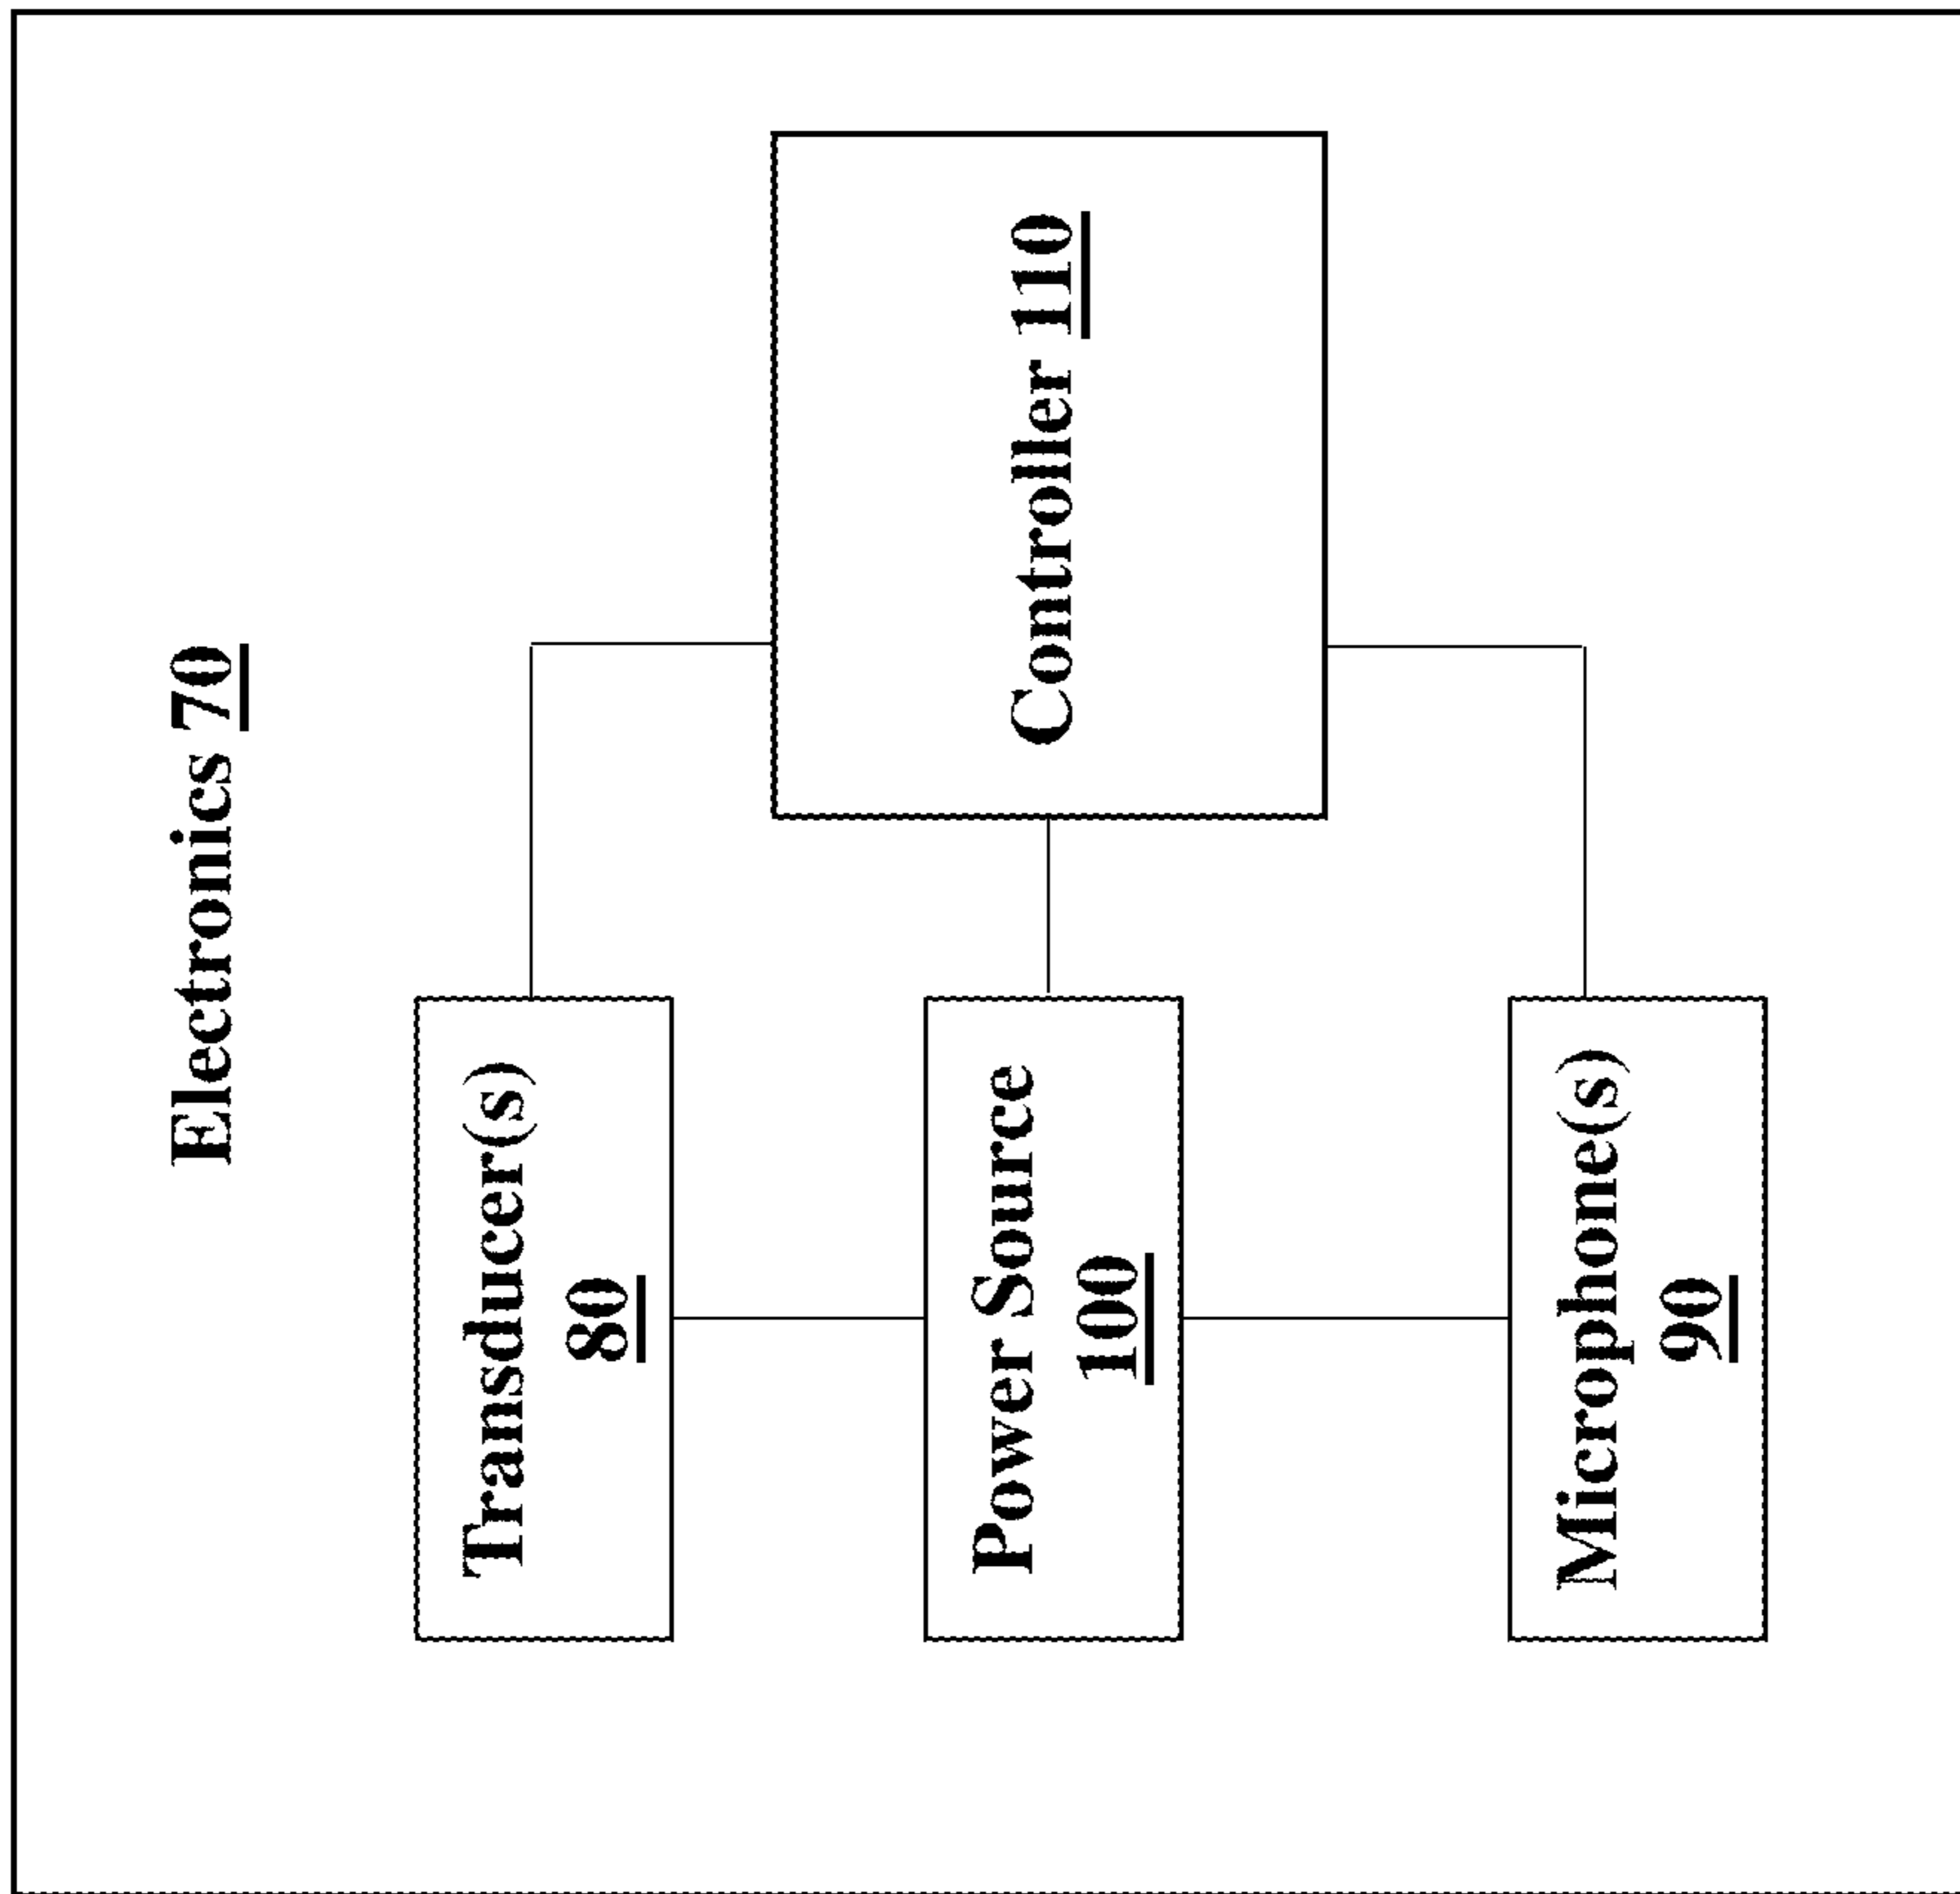 Electronics 70
Transducer(s)
80
Power Source
100
Controller 110
Microphone(s)
90